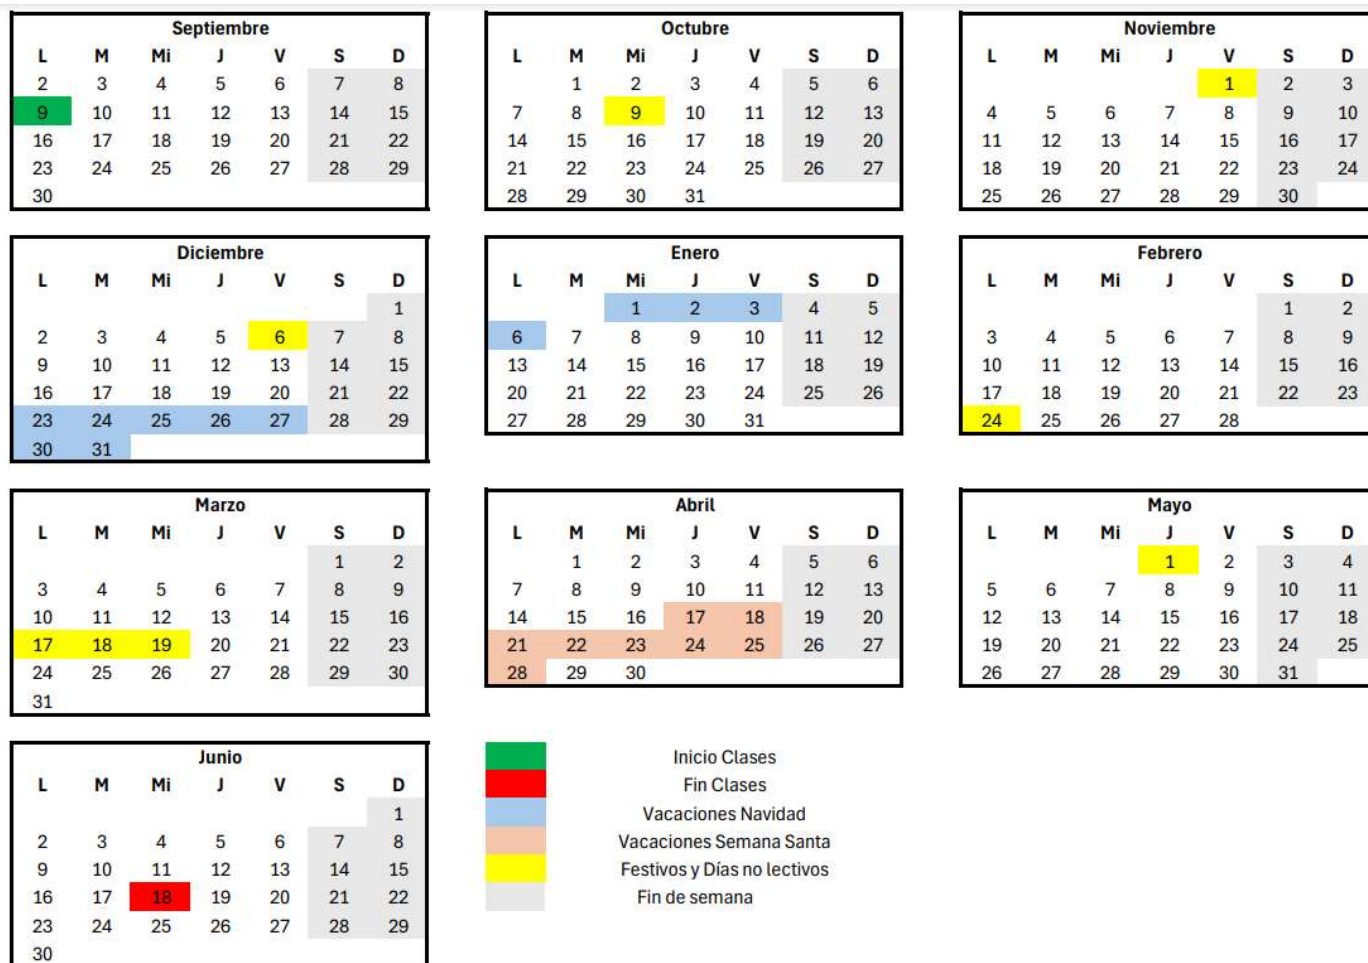 Septiembre
L M Mi J V S D
2 3 4 5 6 7 8
9 10 11 12 13 14 15
16 17 18 19 20 21 22
23 24 25 26 27 28 29
30
Octubre
L M Mi J V S D
1 2 3 4 5 6
7 8 9 10 11 12 13
14 15 16 17 18 19 20
21 22 23 24 25 26 27
28 29 30 31
Noviembre
L M Mi J V S D
1 2 3
4 5 6 7 8 9 10
11 12 13 14 15 16 17
18 19 20 21 22 23 24
25 26 27 28 29 30
Diciembre
L M Mi J V S D
1
2 3 4 5 6 7 8
9 10 11 12 13 14 15
16 17 18 19 20 21 22
23 24 25 26 27 28 29
30 31
Enero
L M Mi J V S D
1 2 3 4 5
6 7 8 9 10 11 12
13 14 15 16 17 18 19
20 21 22 23 24 25 26
27 28 29 30 31
Febrero
L M Mi J V S D
1 2
3 4 5 6 7 8 9
10 11 12 13 14 15 16
17 18 19 20 21 22 23
24 25 26 27 28
Marzo
L M Mi J V S D
1 2
3 4 5 6 7 8 9
10 11 12 13 14 15 16
17 18 19 20 21 22 23
24 25 26 27 28 29 30
31
Abril
L M Mi J V S D
1 2 3 4 5 6
7 8 9 10 11 12 13
14 15 16 17 18 19 20
21 22 23 24 25 26 27
28 29 30
Mayo
L M Mi J V S D
1 2 3 4
5 6 7 8 9 10 11
12 13 14 15 16 17 18
19 20 21 22 23 24 25
26 27 28 29 30 31
Junio
L M Mi J V S D
1
2 3 4 5 6 7 8
9 10 11 12 13 14 15
16 17 18 19 20 21 22
23 24 25 26 27 28 29
30
Inicio Clases
Fin Clases
Vacaciones Navidad
Vacaciones Semana Santa
Festivos y Días no lectivos
Fin de semana